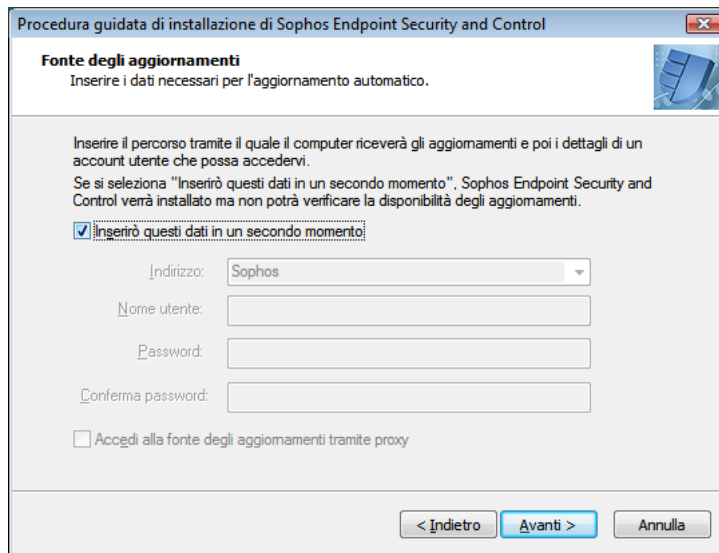 Procedura guidata di installazione di Sophos Endpoint Security and Control
Fonte degli aggiornamenti
Inserire i dati necessari per l'aggiornamento automatico.
Inserire il percorso tramite il quale il computer riceverà gli aggiornamenti e poi i dettagli di un
account utente che possa accedervi.
Se si seleziona "Inserirò questi dati in un secondo momento", Sophos Endpoint Security and
Control verrà installato ma non potrà verificare la disponibilità degli aggiornamenti.
Inserirò questi dati in un secondo momento
Indirizzo: Sophos
Nome utente:
Password:
Conferma password:
Accedi alla fonte degli aggiornamenti tramite proxy
< Indietro Avanti > Annulla